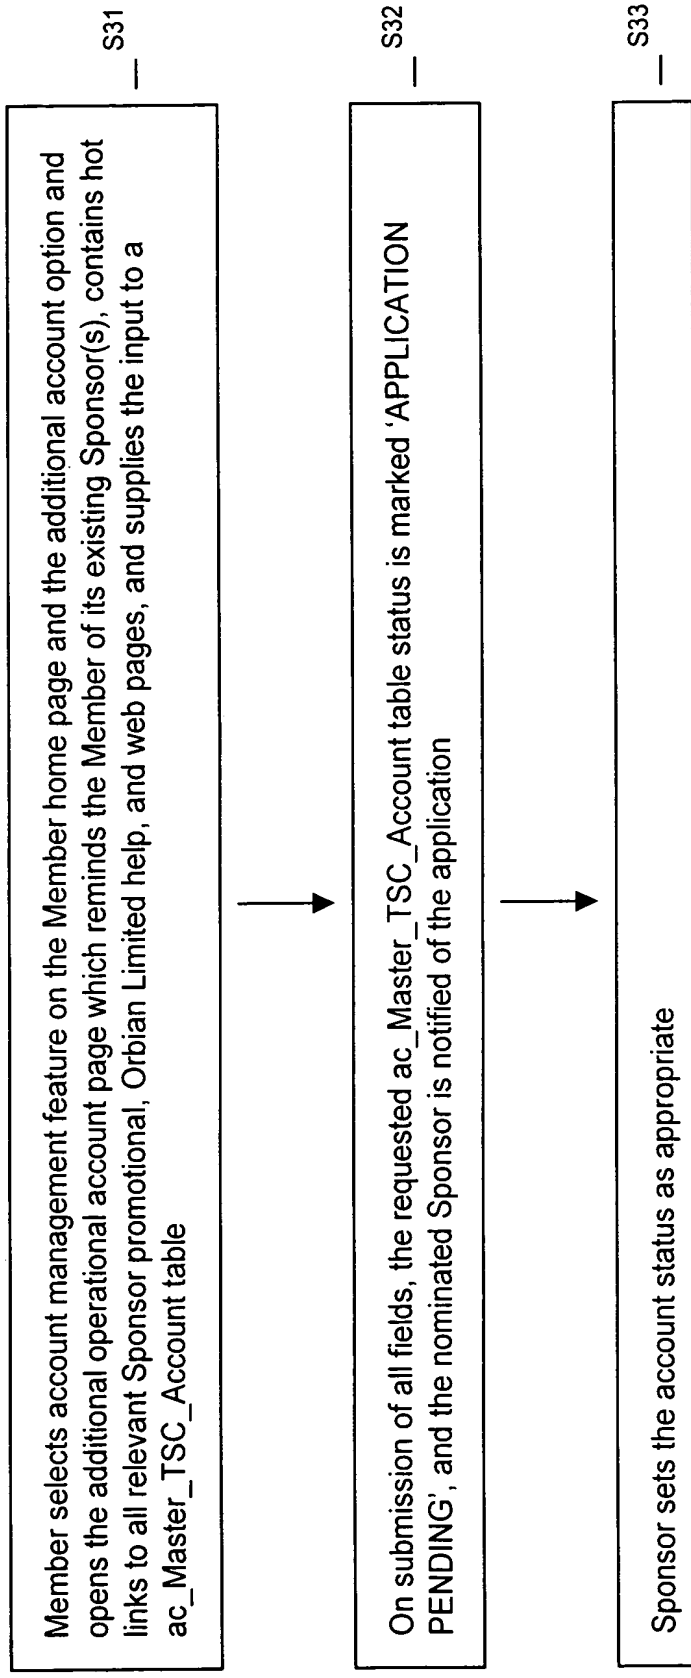 Member selects account management feature on the Member home page and the additional account option and
opens the additional operational account page which reminds the Member of its existing Sponsor(s), contains hot
links to all relevant Sponsor promotional, Orbian Limited help, and web pages, and supplies the input to a
ac_Master_TSC_Account table
S31
On submission of all fields, the requested ac_Master_TSC_Account table status is marked ‘APPLICATION
PENDING’, and the nominated Sponsor is notified of the application
S32
Sponsor sets the account status as appropriate
S33